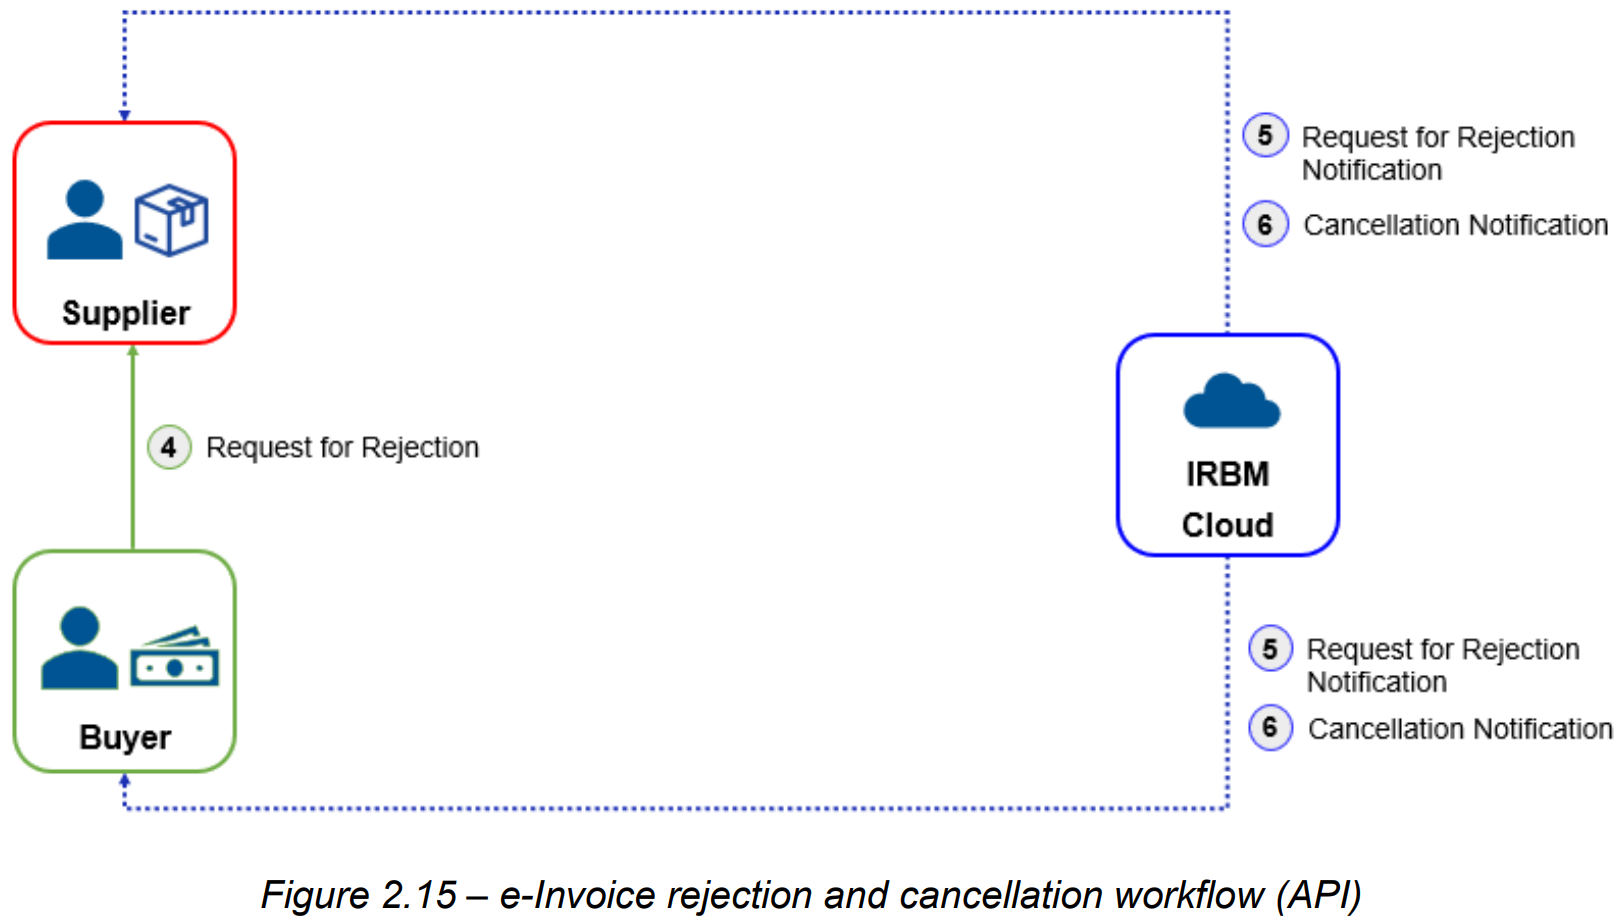 5 Request for Rejection
Notification
6 Cancellation Notification
Supplier
4 Request for Rejection
IRBM
Cloud
Buyer
5 Request for Rejection
Notification
6 Cancellation Notification
Figure 2.15 – e-Invoice rejection and cancellation workflow (API)